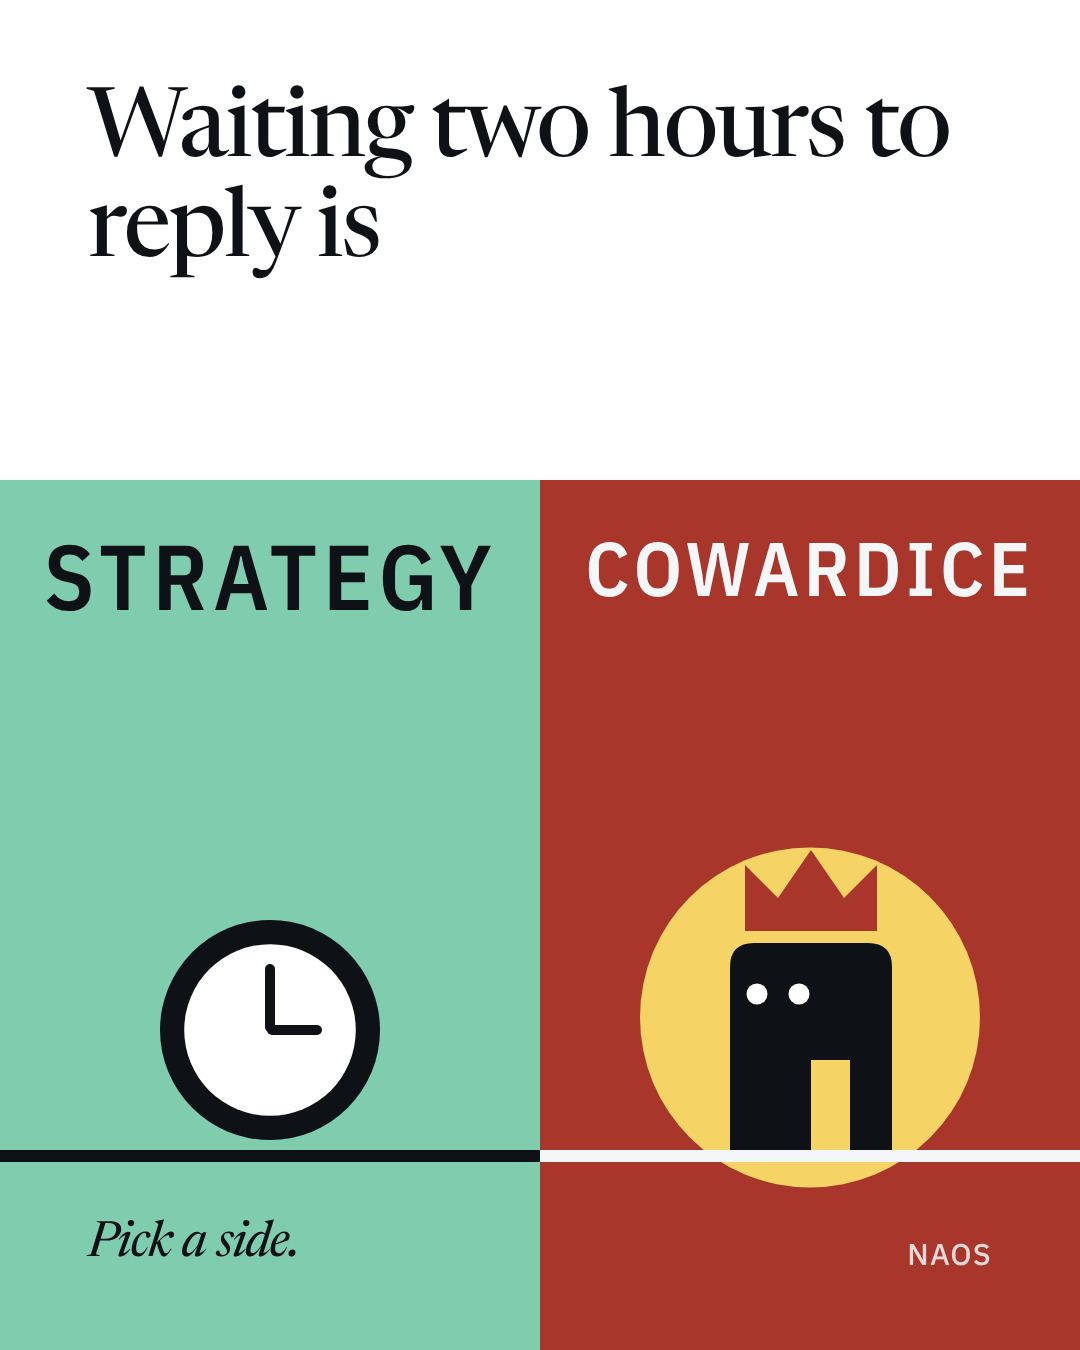 Waiting two hours to
reply is
STRATEGY
COWARDICE
Pick a side.
NAOS